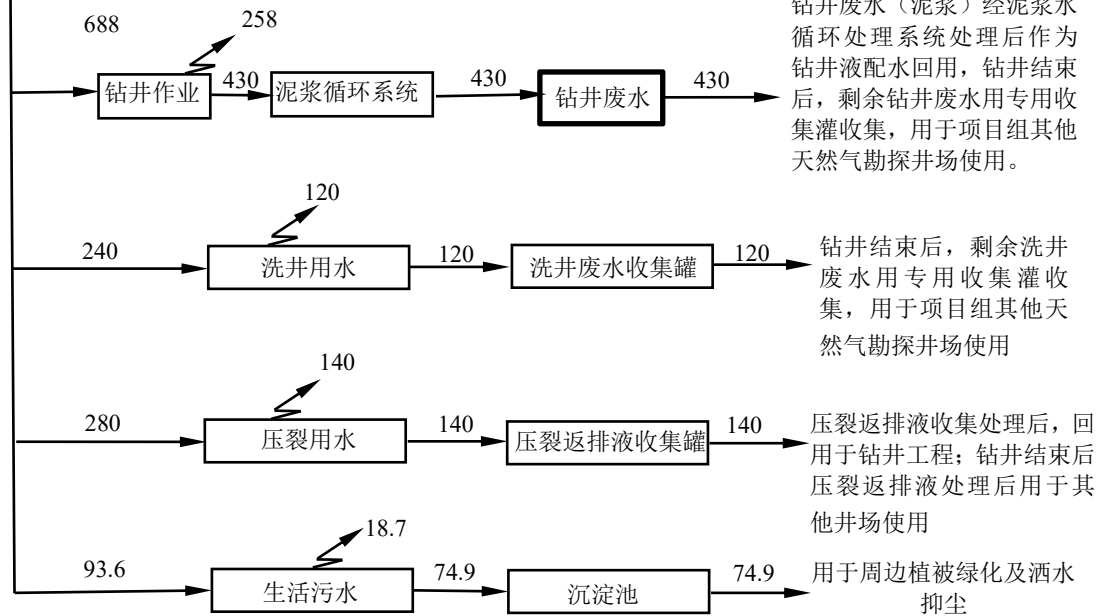 钻井废水（泥浆）经泥浆水
循环处理系统处理后作为
钻井液配水回用，钻井结束
后，剩余钻井废水用专用收
集灌收集，用于项目组其他
天然气勘探井场使用。
688
258
钻井作业
430
泥浆循环系统
430
钻井废水
430
120
240
洗井用水
120
洗井废水收集罐
120
钻井结束后，剩余洗井
废水用专用收集灌收
集，用于项目组其他天
然气勘探井场使用
140
280
压裂用水
140
压裂返排液收集罐
140
压裂返排液收集处理后，回
用于钻井工程；钻井结束后
压裂返排液处理后用于其
他井场使用
18.7
93.6
生活污水
74.9
沉淀池
74.9
用于周边植被绿化及洒水
抑尘